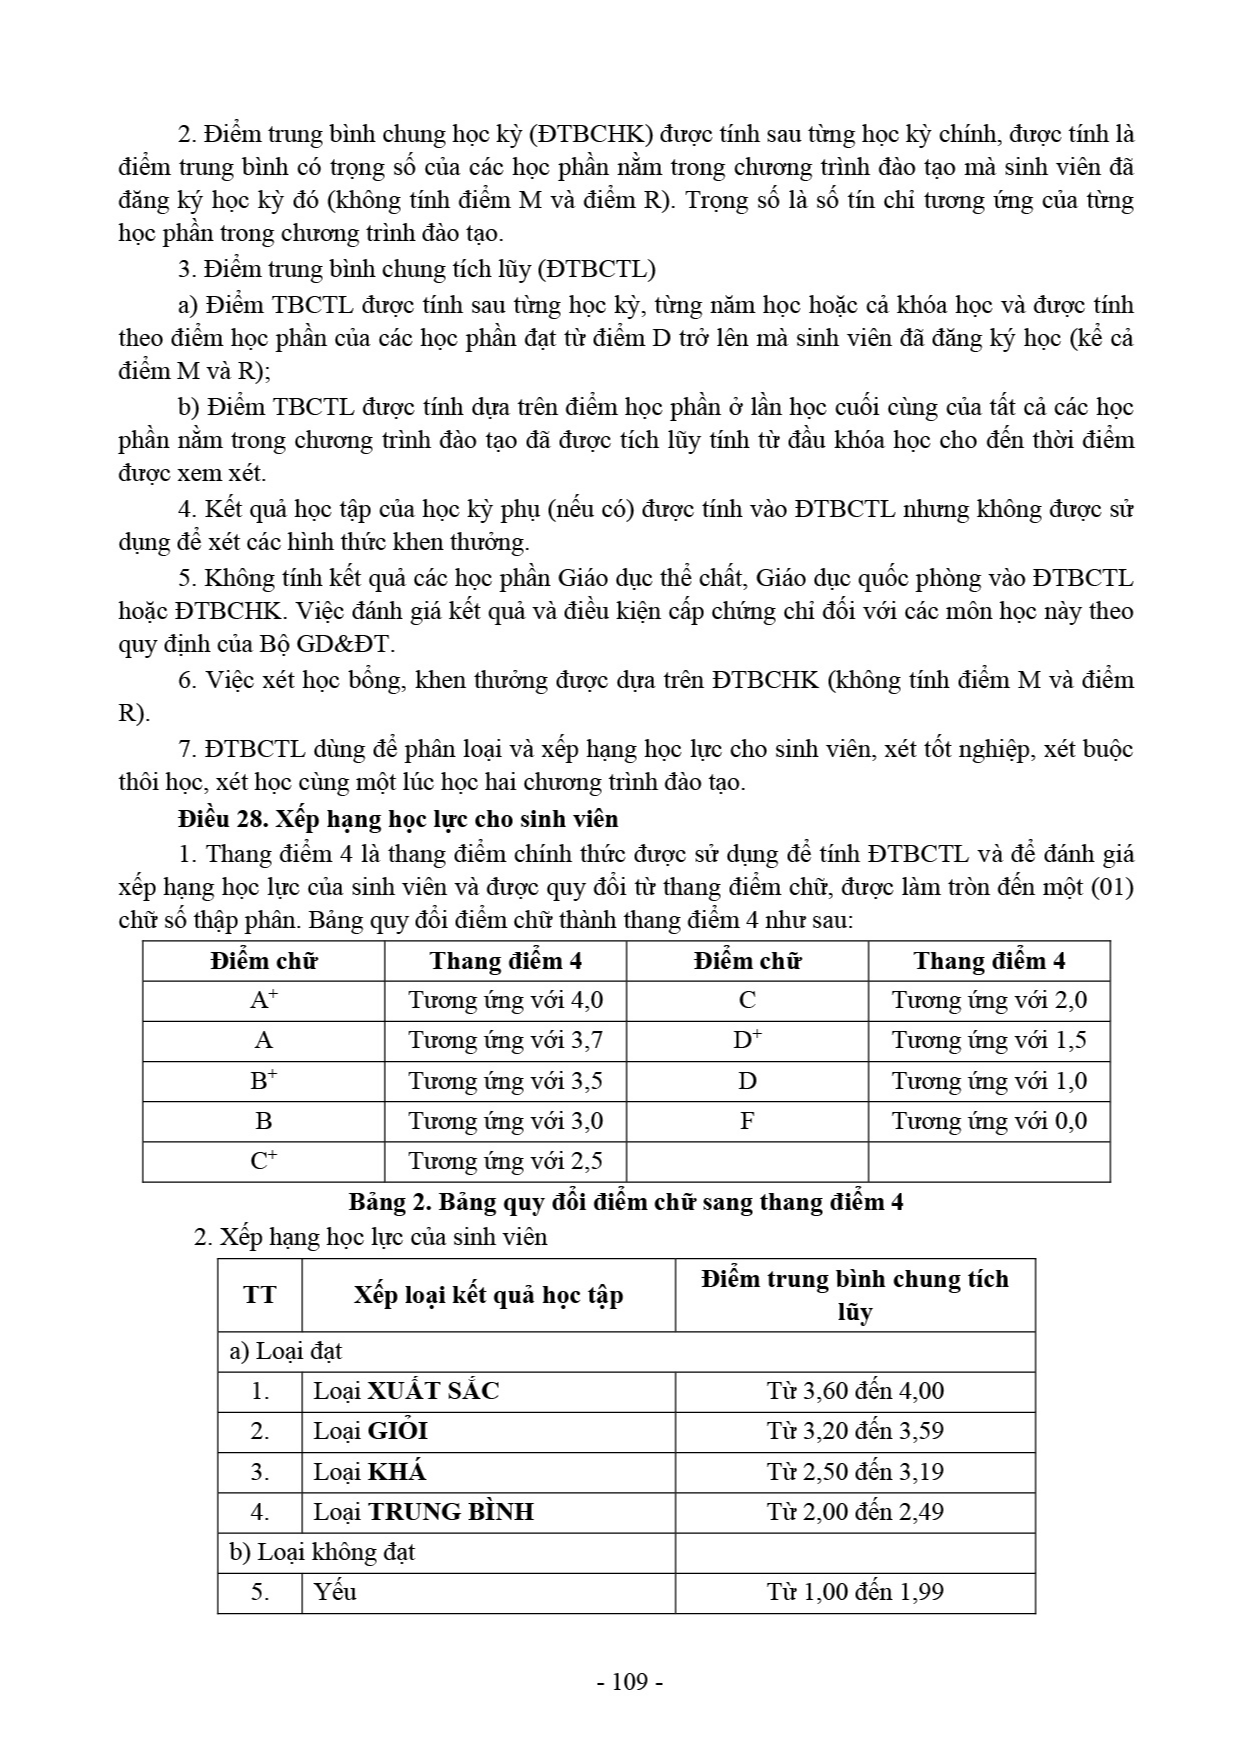 2. Điểm trung bình chung học kỳ (ĐTBCHK) được tính sau từng học kỳ chính, được tính là
điểm trung bình có trọng số của các học phần nằm trong chương trình đào tạo mà sinh viên đã
đăng ký học kỳ đó (không tính điểm M và điểm R). Trọng số là số tín chỉ tương ứng của từng
học phần trong chương trình đào tạo.
3. Điểm trung bình chung tích lũy (ĐTBCTL)
a) Điểm TBCTL được tính sau từng học kỳ, từng năm học hoặc cả khóa học và được tính
theo điểm học phần của các học phần đạt từ điểm D trở lên mà sinh viên đã đăng ký học (kể cả
điểm M và R);
b) Điểm TBCTL được tính dựa trên điểm học phần ở lần học cuối cùng của tất cả các học
phần nằm trong chương trình đào tạo đã được tích lũy tính từ đầu khóa học cho đến thời điểm
được xem xét.
4. Kết quả học tập của học kỳ phụ (nếu có) được tính vào ĐTBCTL nhưng không được sử
dụng để xét các hình thức khen thưởng.
5. Không tính kết quả các học phần Giáo dục thể chất, Giáo dục quốc phòng vào ĐTBCTL
hoặc ĐTBCHK. Việc đánh giá kết quả và điều kiện cấp chứng chỉ đối với các môn học này theo
quy định của Bộ GD&ĐT.
6. Việc xét học bổng, khen thưởng được dựa trên ĐTBCHK (không tính điểm M và điểm
R).
7. ĐTBCTL dùng để phân loại và xếp hạng học lực cho sinh viên, xét tốt nghiệp, xét buộc
thôi học, xét học cùng một lúc học hai chương trình đào tạo.
Điều 28. Xếp hạng học lực cho sinh viên
1. Thang điểm 4 là thang điểm chính thức được sử dụng để tính ĐTBCTL và để đánh giá
xếp hạng học lực của sinh viên và được quy đổi từ thang điểm chữ, được làm tròn đến một (01)
chữ số thập phân. Bảng quy đổi điểm chữ thành thang điểm 4 như sau:
Điểm chữ Thang điểm 4 Điểm chữ Thang điểm 4
A+ Tương ứng với 4,0 C Tương ứng với 2,0
A Tương ứng với 3,7 D+ Tương ứng với 1,5
B+ Tương ứng với 3,5 D Tương ứng với 1,0
B Tương ứng với 3,0 F Tương ứng với 0,0
C+ Tương ứng với 2,5
Bảng 2. Bảng quy đổi điểm chữ sang thang điểm 4
2. Xếp hạng học lực của sinh viên
TT Xếp loại kết quả học tập Điểm trung bình chung tích
lũy
a) Loại đạt
1. Loại XUẤT SẮC Từ 3,60 đến 4,00
2. Loại GIỎI Từ 3,20 đến 3,59
3. Loại KHÁ Từ 2,50 đến 3,19
4. Loại TRUNG BÌNH Từ 2,00 đến 2,49
b) Loại không đạt
5. Yếu Từ 1,00 đến 1,99
- 109 -